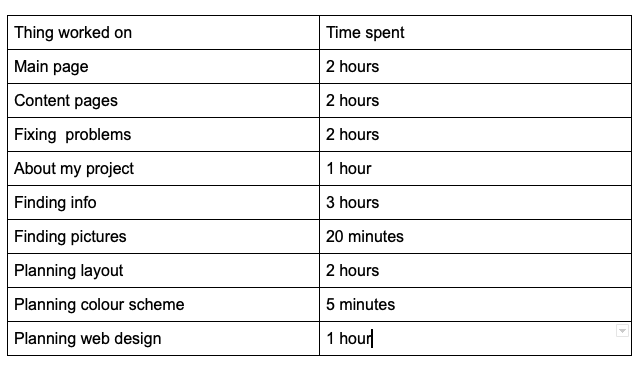 Thing worked on Time spent
Main page 2 hours
Content pages 2 hours
Fixing  problems 2 hours
About my project 1 hour
Finding info 3 hours
Finding pictures 20 minutes
Planning layout 2 hours
Planning colour scheme 5 minutes
Planning web design 1 hour